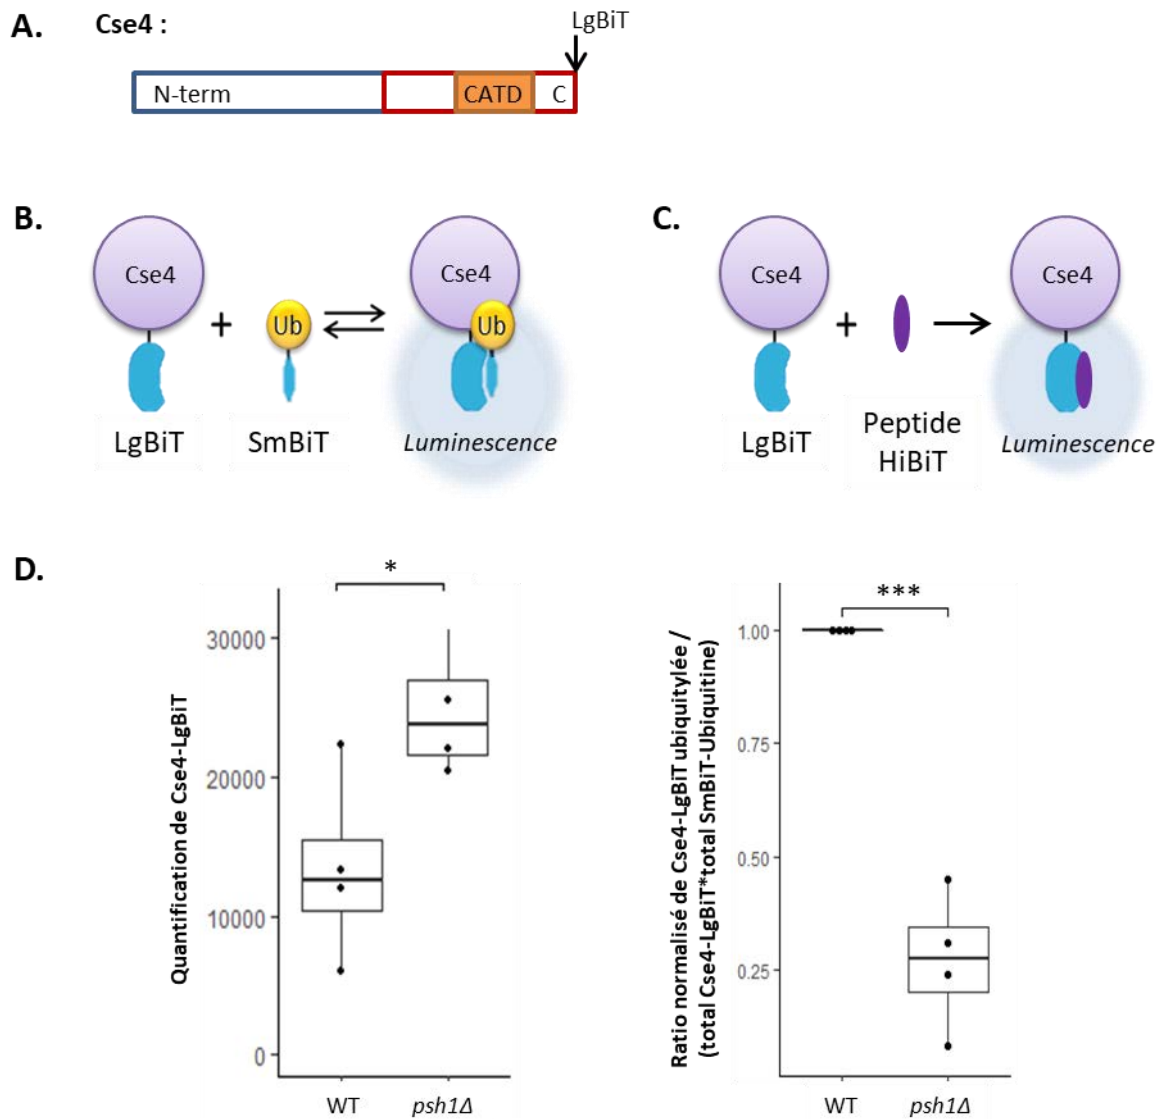 A.
Cse4 :
LgBiT
N-term
CATD
C
B.
Cse4
+
Ub
Cse4
Ub
LgBiT
SmBiT
Luminescence
C.
Cse4
+
Cse4
LgBiT
Peptide
HiBiT
Luminescence
D.
Quantification de Cse4-LgBiT
30000
20000
10000
0
*
WT
psh1Δ
Ratio normalisé de Cse4-LgBiT ubiquitylée /
(total Cse4-LgBiT*total SmBiT-Ubiquitine)
1.00
0.75
0.50
0.25
***
WT
psh1Δ